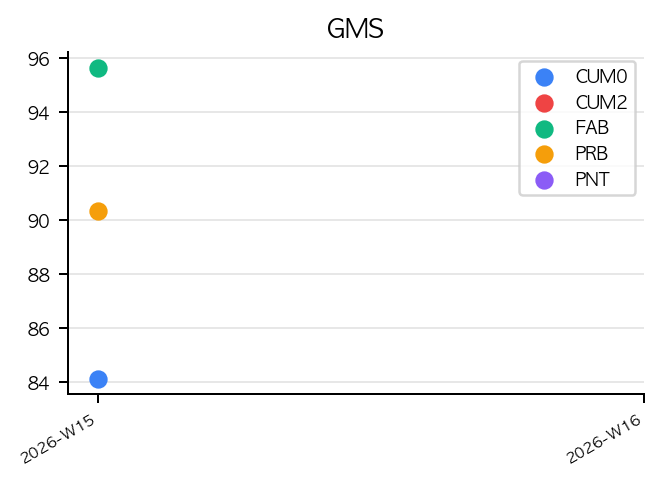 GMS
96
94
92
90
88
86
84
CUM0
CUM2
FAB
PRB
PNT
2026-W15
2026-W16